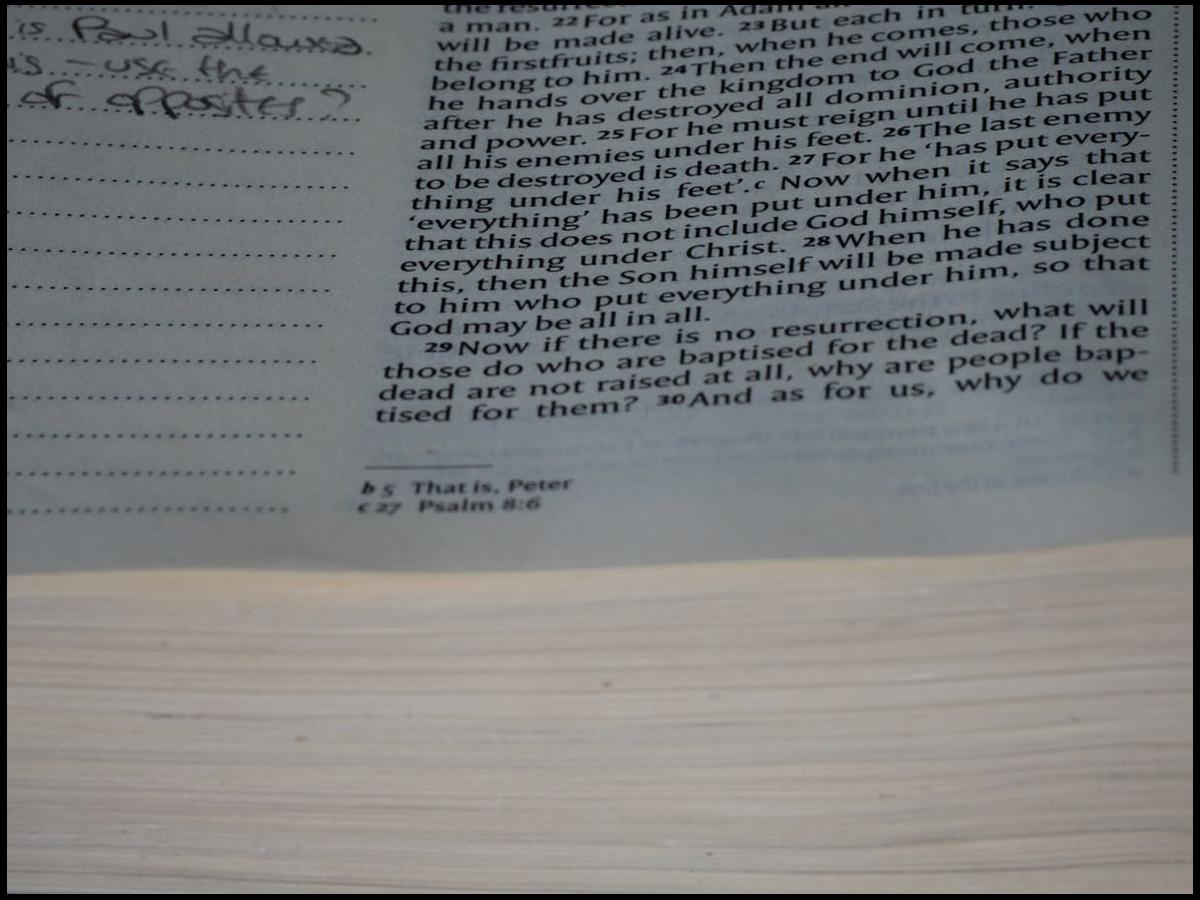 is Paul
is - use the
of opposites?
the resurrec
a man. 22 For as in Adam all
will be made alive. 23 But each in turn:
the firstfruits; then, when he comes, those who
belong to him. 24 Then the end will come, when
he hands over the kingdom to God the Father
after he has destroyed all dominion, authority
and power. 25 For he must reign until he has put
all his enemies under his feet. 26 The last enemy
to be destroyed is death. 27 For he ‘has put every-
thing under his feet’.c Now when it says that
‘everything’ has been put under him, it is clear
that this does not include God himself, who put
everything under Christ. 28 When he has done
this, then the Son himself will be made subject
to him who put everything under him, so that
God may be all in all.
29 Now if there is no resurrection, what will
those do who are baptised for the dead? If the
dead are not raised at all, why are people bap-
tised for them? 30 And as for us, why do we
b 5 That is, Peter
c 27 Psalm 8:6